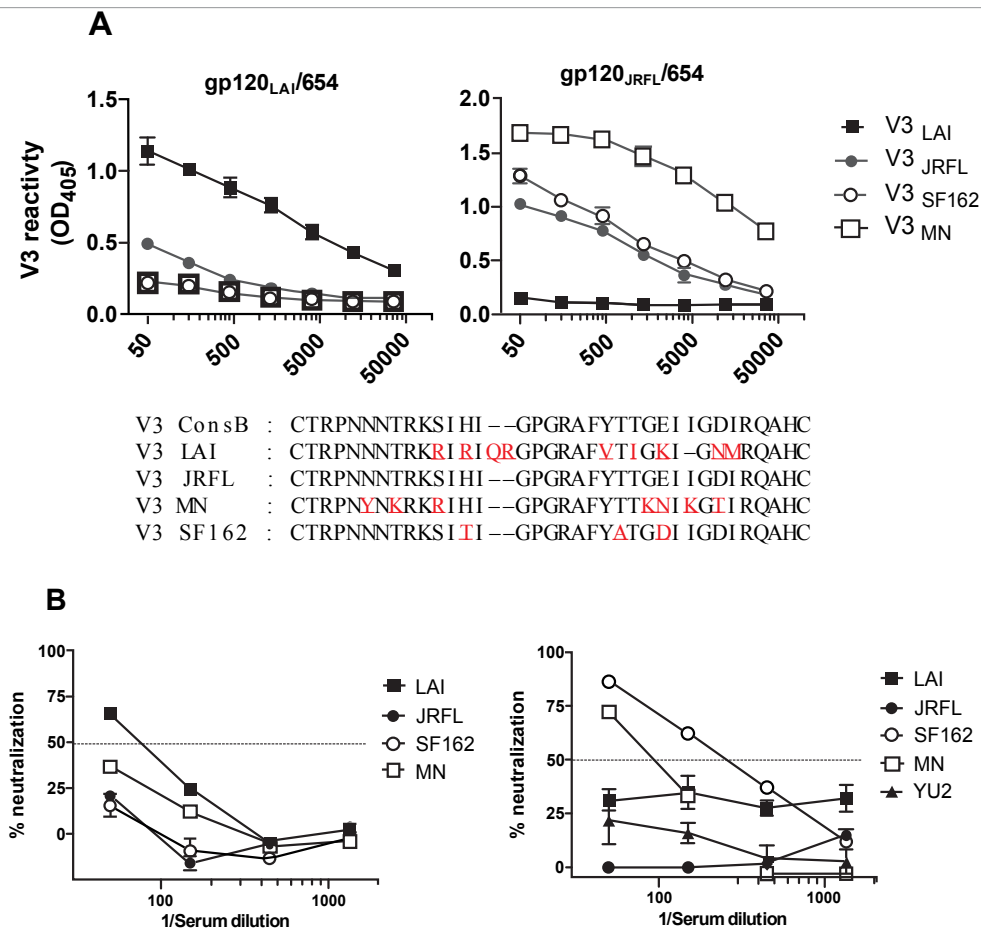 A
gp120LAI/654
gp120JRFL/654
V3 reactivty
(OD405)
1.5
1.0
0.5
0.0
50
500
5000
50000
2.0
1.5
1.0
0.5
0.0
50
500
5000
50000
V3 LAI
V3 JRFL
V3 SF162
V3 MN
V3 ConsB : CTRPNNNTRKSIHI--GPGRAFYTTGEIIGDIRQAHC
V3 LAI : CTRPNNNTRKRIRIQRGPGRAFVTIGKI-GNMRQAHC
V3 JRFL : CTRPNNNTRKSIHI--GPGRAFYTTGEIIGDIRQAHC
V3 MN : CTRPNYNKRKRIHI--GPGRAFYTTKNIKGTIRQAHC
V3 SF162 : CTRPNNNTRKSITI--GPGRAFYATGDIIGDIRQAHC
B
% neutralization
100
75
50
25
0
100
1000
1/Serum dilution
LAI
JRFL
SF162
MN
% neutralization
100
75
50
25
0
100
1000
1/Serum dilution
LAI
JRFL
SF162
MN
YU2